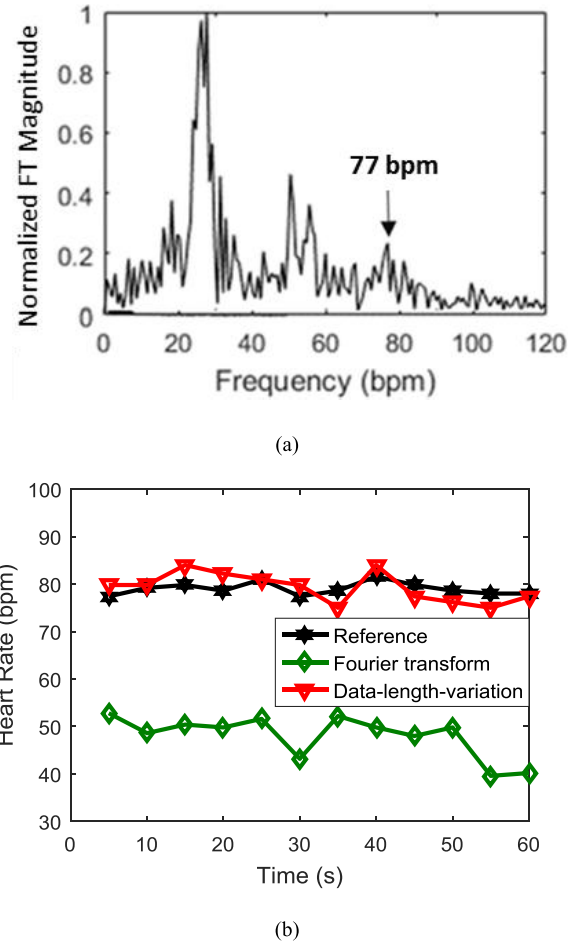 Normalized FT Magnitude
1
0.8
0.6
0.4
0.2
0
77 bpm
0 20 40 60 80 100 120
Frequency (bpm)
(a)
Heart Rate (bpm)
100
90
80
70
60
50
40
30
Reference
Fourier transform
Data-length-variation
0 10 20 30 40 50 60
Time (s)
(b)